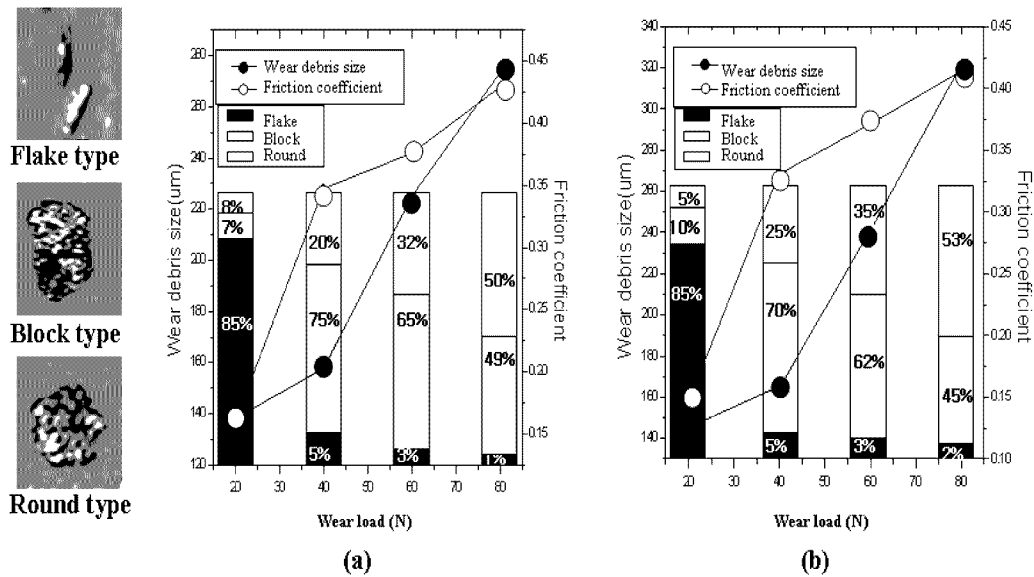 Flake type
Block type
Round type
Wear debris size(um)
280
260
240
220
200
180
160
140
120
Wear debris size
Friction coefficient
Flake
Block
Round
8%
7%
85%
20%
75%
5%
32%
65%
3%
50%
49%
1%
0.45
0.40
0.35
0.30
0.25
0.20
0.15
Friction coefficient
20 30 40 50 60 70 80
Wear load (N)
(a)
Wear debris size(um)
340
320
300
280
260
240
220
200
180
160
140
Wear debris size
Friction coefficient
Flake
Block
Round
5%
10%
85%
25%
70%
5%
35%
62%
3%
53%
45%
2%
0.45
0.40
0.35
0.30
0.25
0.20
0.15
0.10
Friction coefficient
20 30 40 50 60 70 80
Wear load (N)
(b)